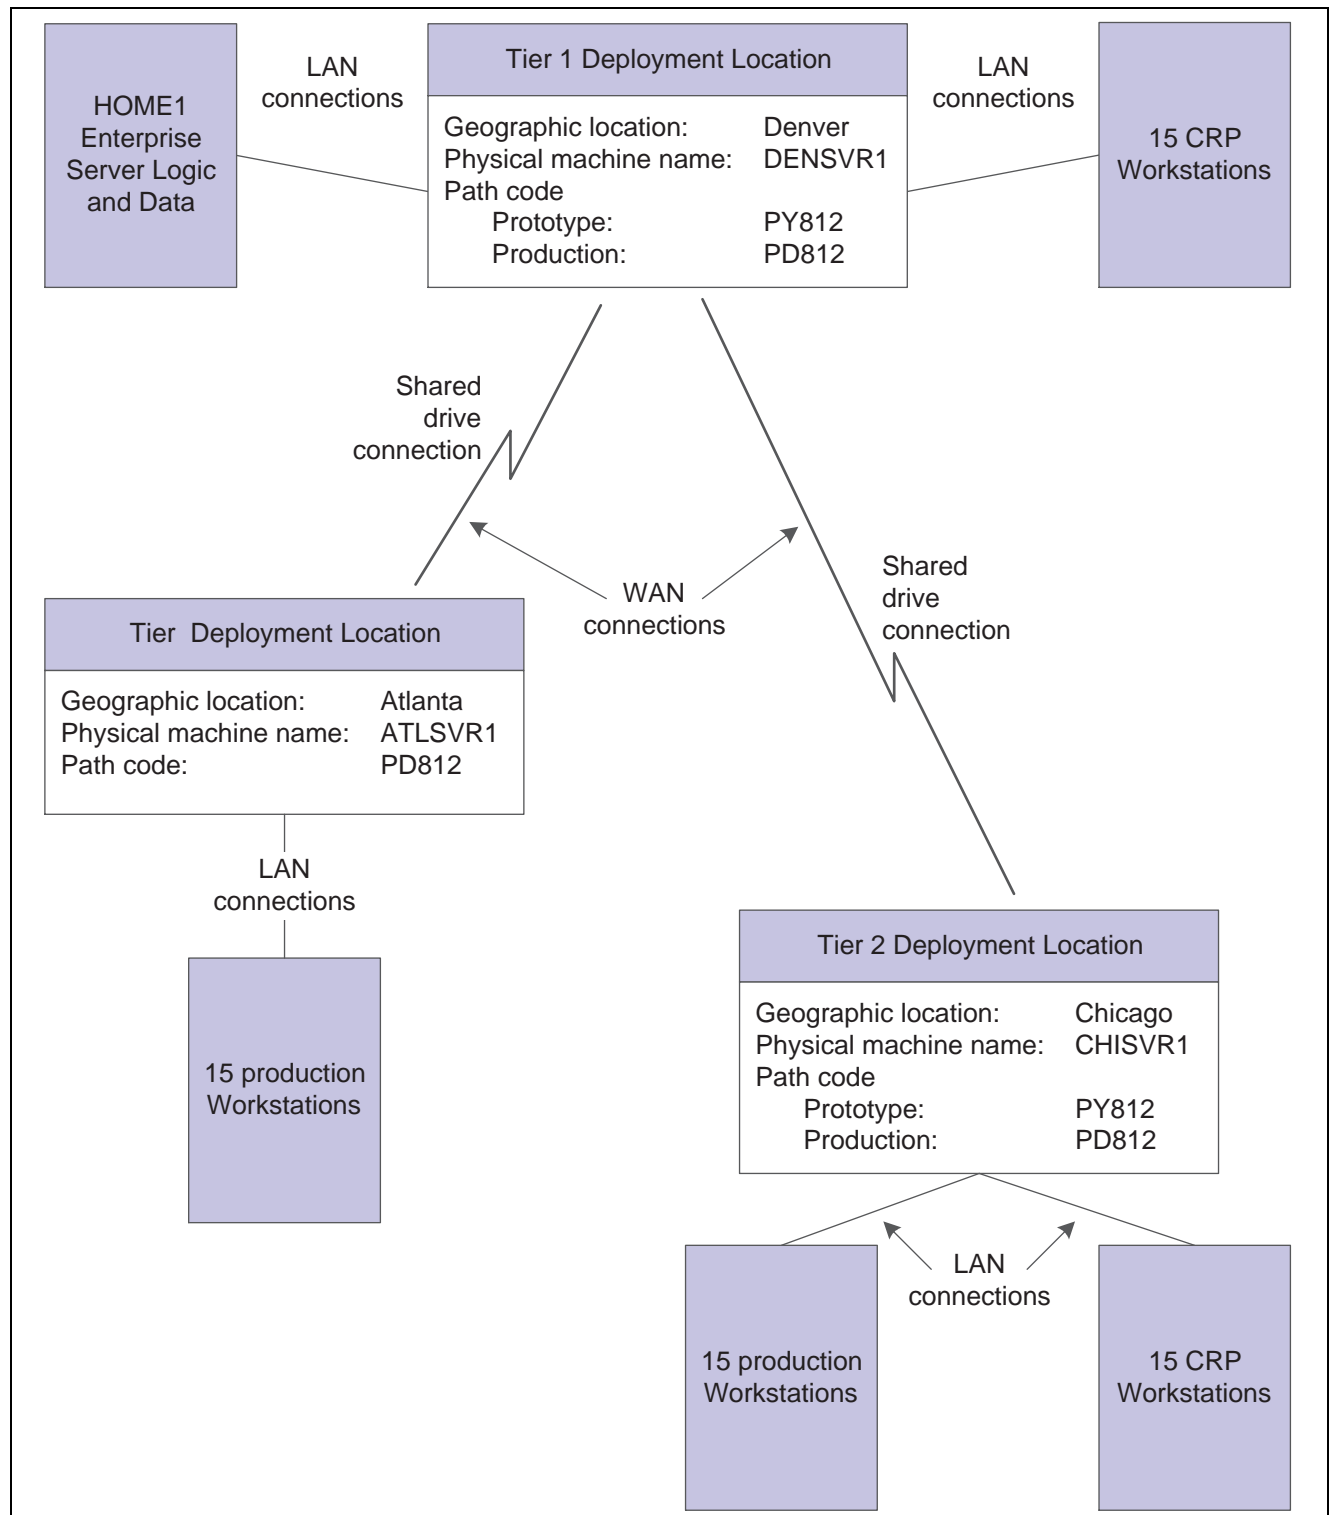 HOME1
Enterprise
Server Logic
and Data
LAN
connections
Tier 1 Deployment Location
Geographic location: Denver
Physical machine name: DENSVR1
Path code
Prototype: PY812
Production: PD812
LAN
connections
15 CRP
Workstations
Shared
drive
connection
WAN
connections
Shared
drive
connection
Tier  Deployment Location
Geographic location: Atlanta
Physical machine name: ATLSVR1
Path code: PD812
LAN
connections
15 production
Workstations
Tier 2 Deployment Location
Geographic location: Chicago
Physical machine name: CHISVR1
Path code
Prototype: PY812
Production: PD812
LAN
connections
15 production
Workstations
15 CRP
Workstations